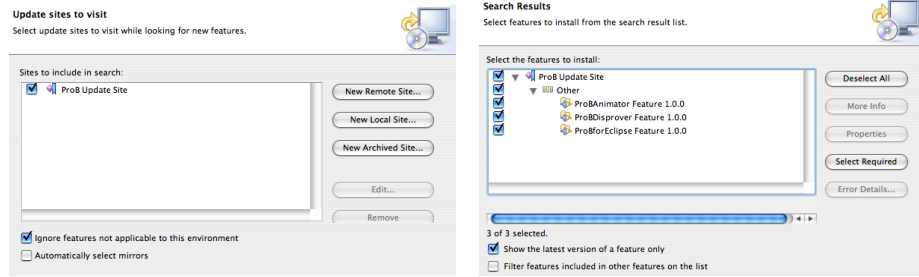 Update sites to visit
Select update sites to visit while looking for new features.
Sites to include in search:
ProB Update Site
New Remote Site...
New Local Site...
New Archived Site...
Edit...
Remove
Ignore features not applicable to this environment
Automatically select mirrors
Search Results
Select features to install from the search result list.
Select the features to install:
ProB Update Site
Other
ProBAnimator Feature 1.0.0
ProBDisprover Feature 1.0.0
ProBforEclipse Feature 1.0.0
Deselect All
More Info
Properties
Select Required
Error Details...
3 of 3 selected.
Show the latest version of a feature only
Filter features included in other features on the list